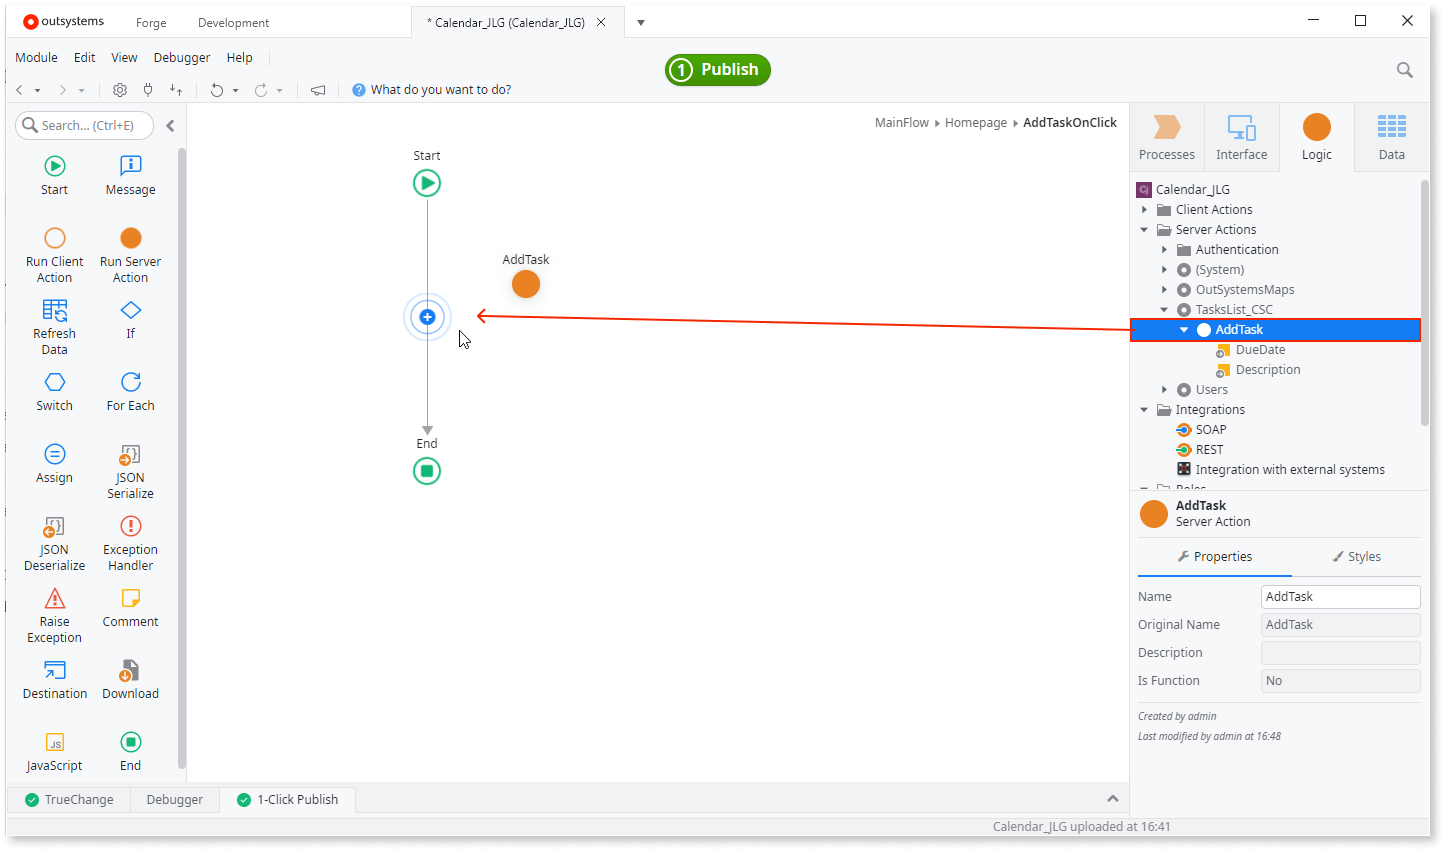 outsystems
Forge
Development
* Calendar_JLG (Calendar_JLG)
Module Edit View Debugger Help
1 Publish
What do you want to do?
Search... (Ctrl+E)
Start
Message
Run Client Action
Run Server Action
Refresh Data
If
Switch
For Each
Assign
JSON Serialize
JSON Deserialize
Exception Handler
Raise Exception
Comment
Destination
Download
JS
JavaScript
End
MainFlow Homepage AddTaskOnClick
Start
AddTask
End
Processes
Interface
Logic
Data
Calendar_JLG
Client Actions
Server Actions
Authentication
(System)
OutSystemsMaps
TasksList_CSC
AddTask
DueDate
Description
Users
Integrations
SOAP
REST
Integration with external systems
Roles
AddTask
Server Action
Properties
Styles
Name AddTask
Original Name AddTask
Description
Is Function No
Created by admin
Last modified by admin at 16:48
TrueChange
Debugger
1-Click Publish
Calendar_JLG uploaded at 16:41